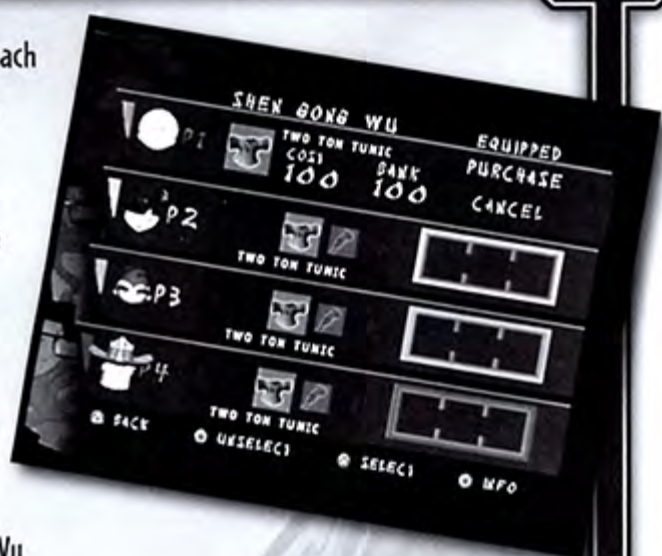 ach
SHEN GONG WU
EQUIPPED
P1
TWO TON TUNIC
COST BANK
100 100
PURCHASE
CANCEL
P2
TWO TON TUNIC
P3
TWO TON TUNIC
P4
TWO TON TUNIC
BACK UNSELECT SELECT INFO
Wu